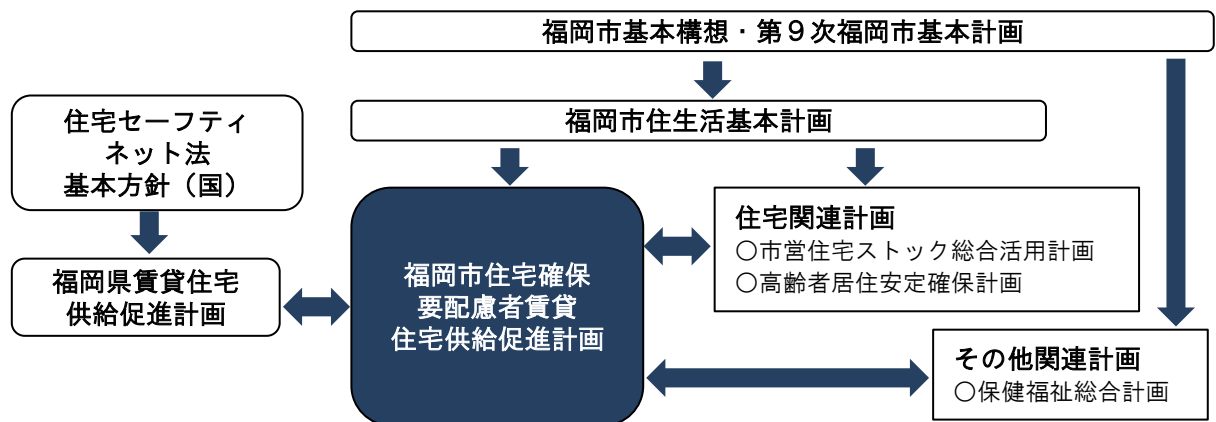 福岡市基本構想・第９次福岡市基本計画
福岡市住生活基本計画
住宅セーフティ
ネット法
基本方針（国）
福岡県賃貸住宅
供給促進計画
福岡市住宅確保
要配慮者賃貸
住宅供給促進計画
住宅関連計画
〇市営住宅ストック総合活用計画
〇高齢者居住安定確保計画
その他関連計画
〇保健福祉総合計画